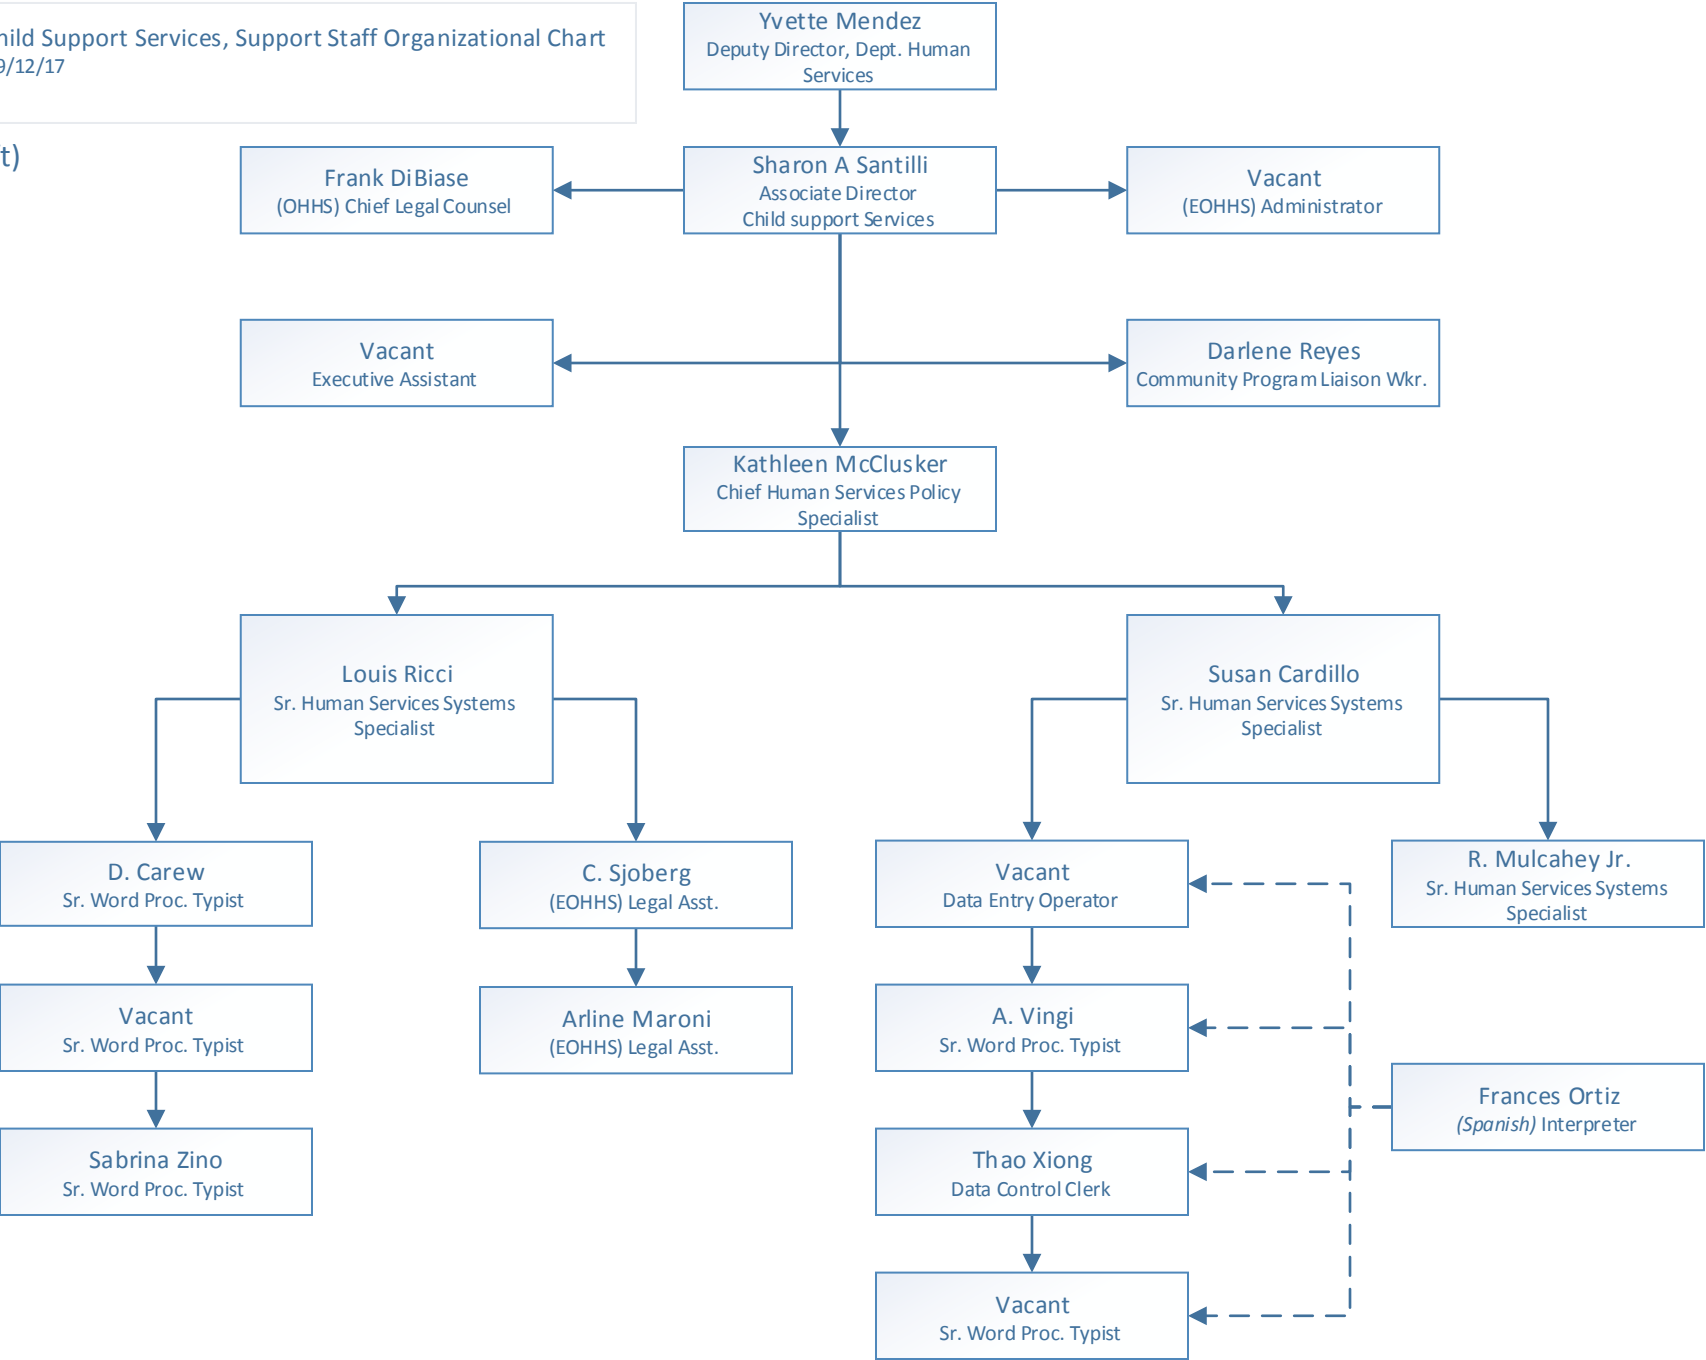 hild Support Services, Support Staff Organizational Chart
9/12/17
t)
Yvette Mendez
Deputy Director, Dept. Human
Services
Frank DiBiase
(OHHS) Chief Legal Counsel
Sharon A Santilli
Associate Director
Child support Services
Vacant
(EOHHS) Administrator
Vacant
Executive Assistant
Darlene Reyes
Community Program Liaison Wkr.
Kathleen McClusker
Chief Human Services Policy
Specialist
Louis Ricci
Sr. Human Services Systems
Specialist
Susan Cardillo
Sr. Human Services Systems
Specialist
D. Carew
Sr. Word Proc. Typist
C. Sjoberg
(EOHHS) Legal Asst.
Vacant
Data Entry Operator
R. Mulcahey Jr.
Sr. Human Services Systems
Specialist
Vacant
Sr. Word Proc. Typist
Arline Maroni
(EOHHS) Legal Asst.
A. Vingi
Sr. Word Proc. Typist
Frances Ortiz
(Spanish) Interpreter
Sabrina Zino
Sr. Word Proc. Typist
Thao Xiong
Data Control Clerk
Vacant
Sr. Word Proc. Typist